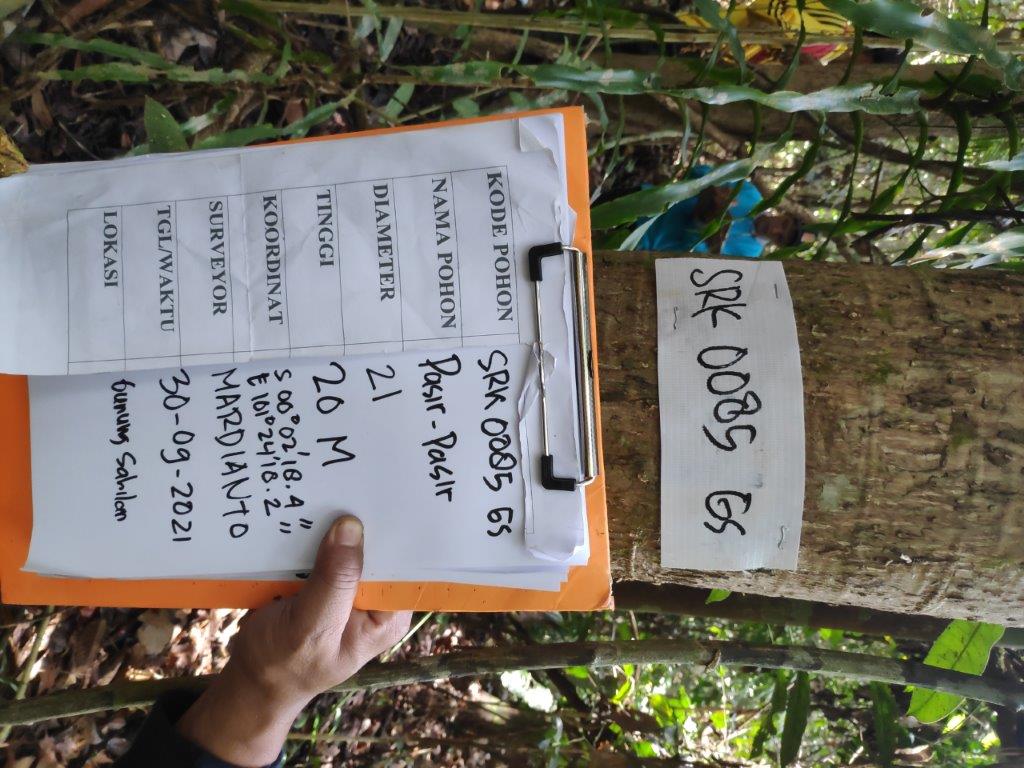 SRK 0085 GS
KODE POHON SRK 0085 GS
NAMA POHON Pasir-Pasir
DIAMETER 21
TINGGI 20 M
KOORDINAT S 00°02'18.4"
E 101°24'18.2"
SURVEYOR MARDIANTO
TGL/WAKTU 30-09-2021
LOKASI Gunung Sahilan